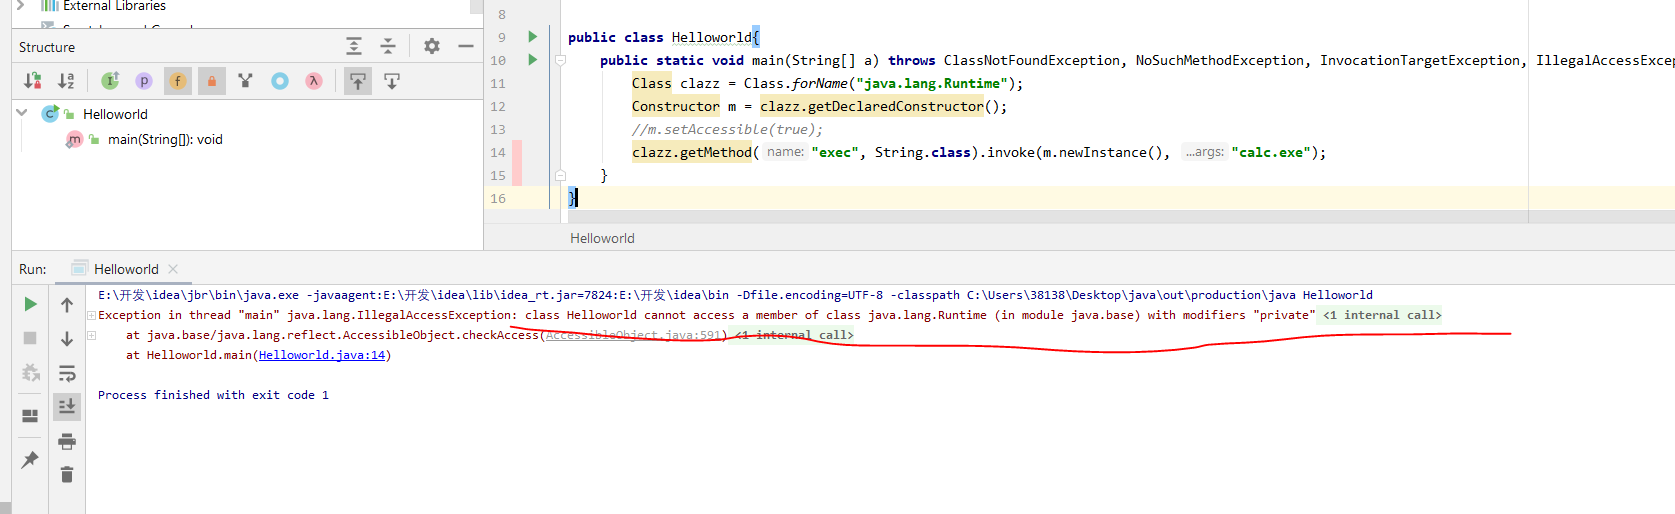 External Libraries
Structure
Helloworld
main(String[]): void
8
9 public class Helloworld{
10 public static void main(String[] a) throws ClassNotFoundException, NoSuchMethodException, InvocationTargetException, IllegalAccessExcep
11 Class clazz = Class.forName("java.lang.Runtime");
12 Constructor m = clazz.getDeclaredConstructor();
13 //m.setAccessible(true);
14 clazz.getMethod( name: "exec", String.class).invoke(m.newInstance(), ...args: "calc.exe");
15 }
16 }
Helloworld
Run: Helloworld
E:\开发\idea\jbr\bin\java.exe -javaagent:E:\开发\idea\lib\idea_rt.jar=7824:E:\开发\idea\bin -Dfile.encoding=UTF-8 -classpath C:\Users\38138\Desktop\java\out\production\java Helloworld
Exception in thread "main" java.lang.IllegalAccessException: class Helloworld cannot access a member of class java.lang.Runtime (in module java.base) with modifiers "private" <1 internal call>
at java.base/java.lang.reflect.AccessibleObject.checkAccess(AccessibleObject.java:591) <1 internal call>
at Helloworld.main(Helloworld.java:14)
Process finished with exit code 1